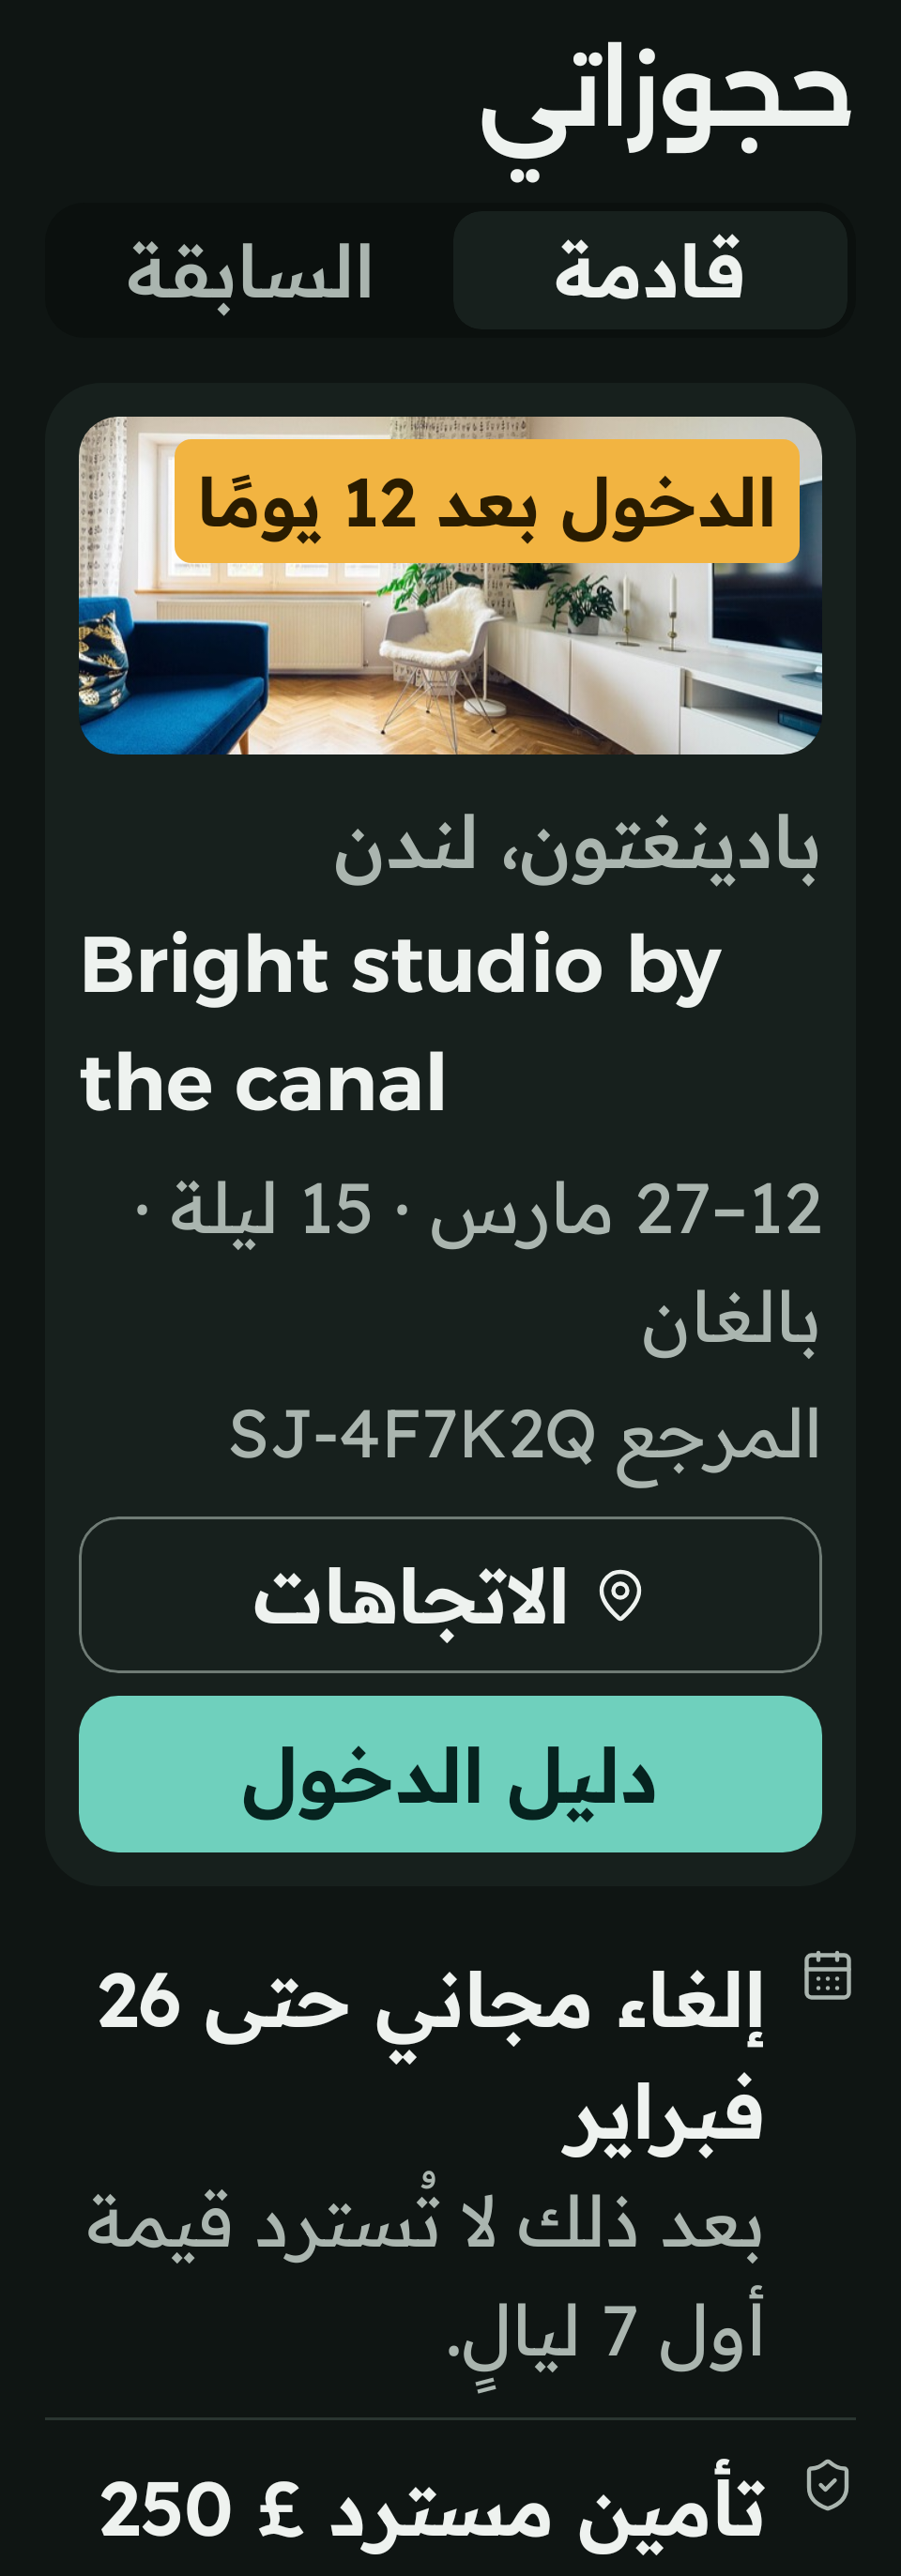 حجوزاتي
قادمة
السابقة
الدخول بعد 12 يومًا
بادينغتون، لندن
Bright studio by
the canal
12–27 مارس · 15 ليلة ·
بالغان
المرجع SJ-4F7K2Q
الاتجاهات
دليل الدخول
إلغاء مجاني حتى 26
فبراير
بعد ذلك لا تُسترد قيمة
أول 7 ليالٍ.
تأمين مسترد £ 250